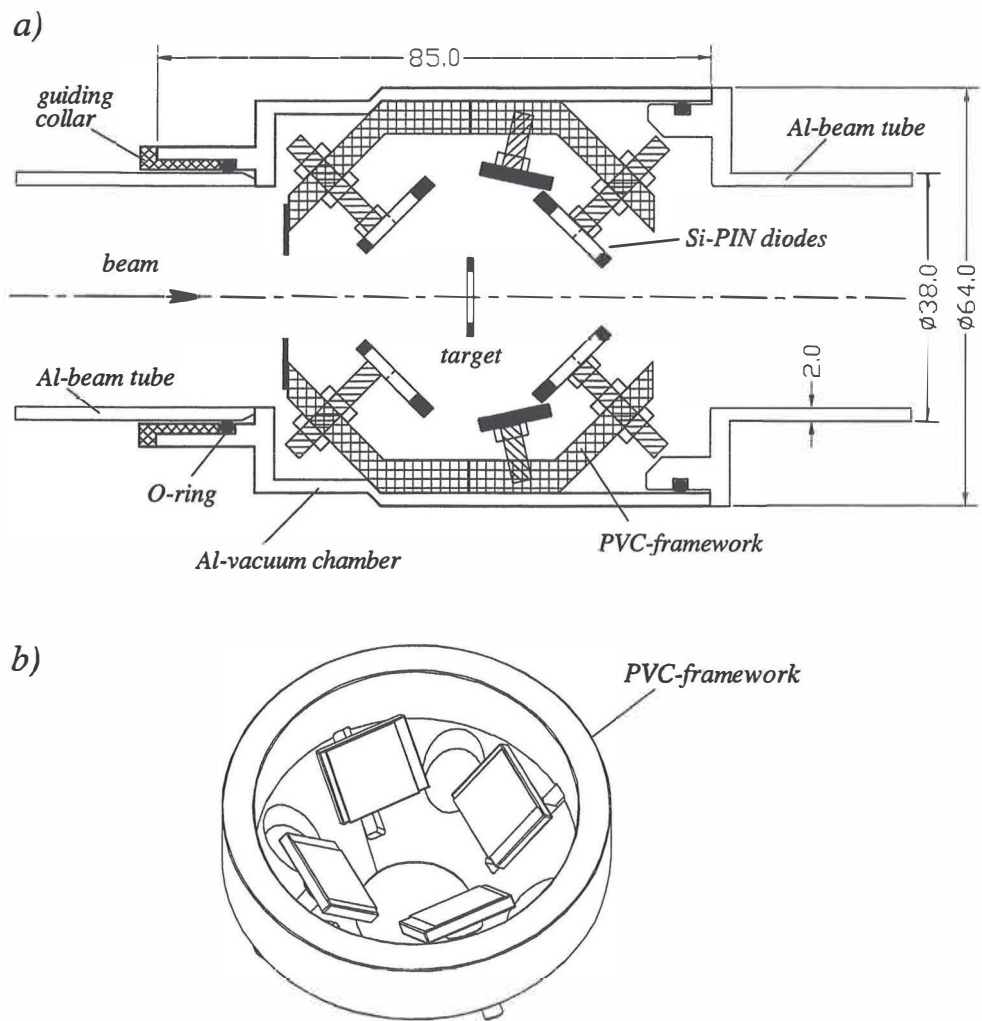 a)
85.0
guiding
collar
Al-beam tube
Si-PIN diodes
beam
target
ø38.0
ø64.0
Al-beam tube
2.0
O-ring
Al-vacuum chamber
PVC-framework
b)
PVC-framework